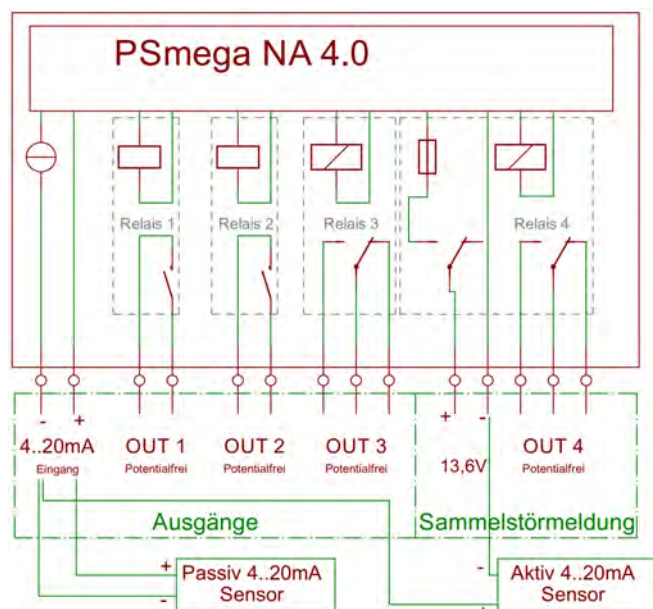 PSmega NA 4.0
Relais 1
Relais 2
Relais 3
Relais 4
- +
4..20mA
Eingang
OUT 1
Potentialfrei
OUT 2
Potentialfrei
OUT 3
Potentialfrei
+ -
13,6V
OUT 4
Potentialfrei
Ausgänge
Sammelstörmeldung
+
-
Passiv 4..20mA
Sensor
-
+
Aktiv 4..20mA
Sensor